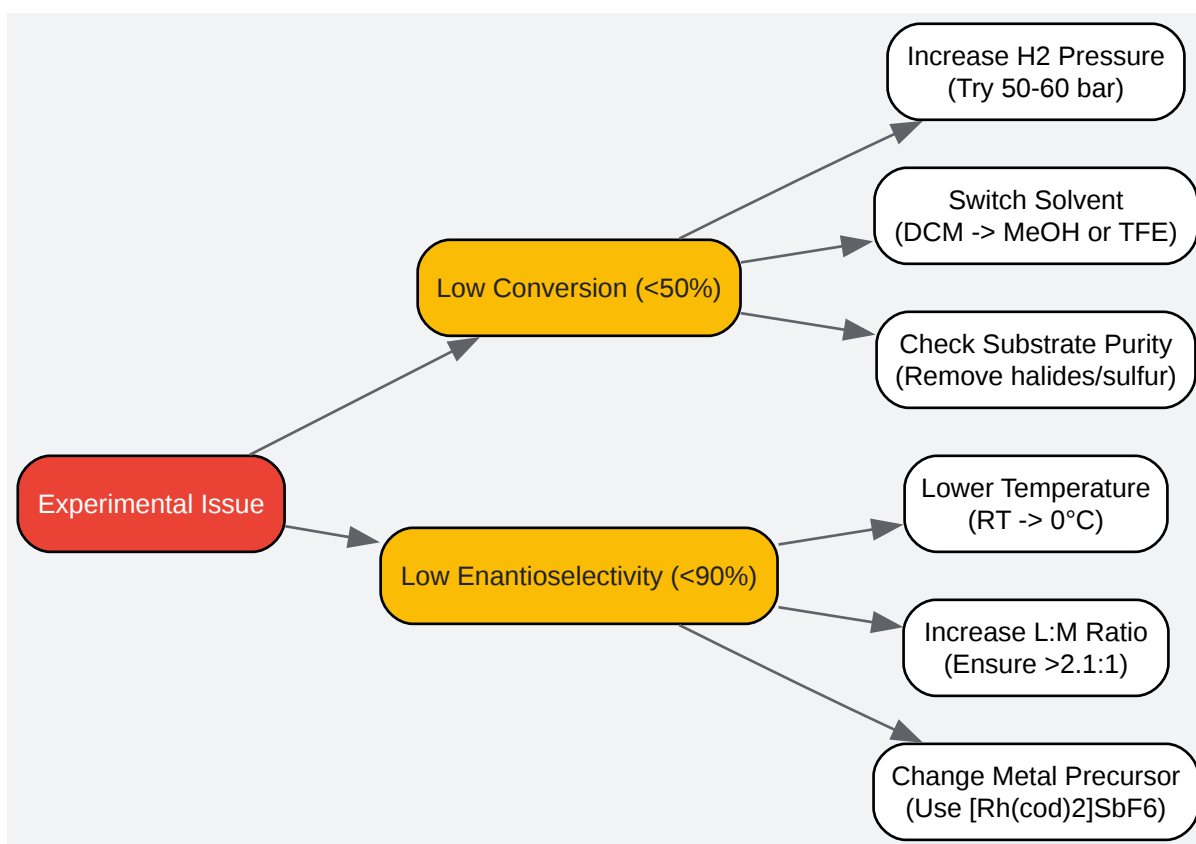 Experimental Issue
Low Conversion (<50%)
Increase H2 Pressure
(Try 50-60 bar)
Switch Solvent
(DCM -> MeOH or TFE)
Check Substrate Purity
(Remove halides/sulfur)
Low Enantioselectivity (<90%)
Lower Temperature
(RT -> 0°C)
Increase L:M Ratio
(Ensure >2.1:1)
Change Metal Precursor
(Use [Rh(cod)2]SbF6)